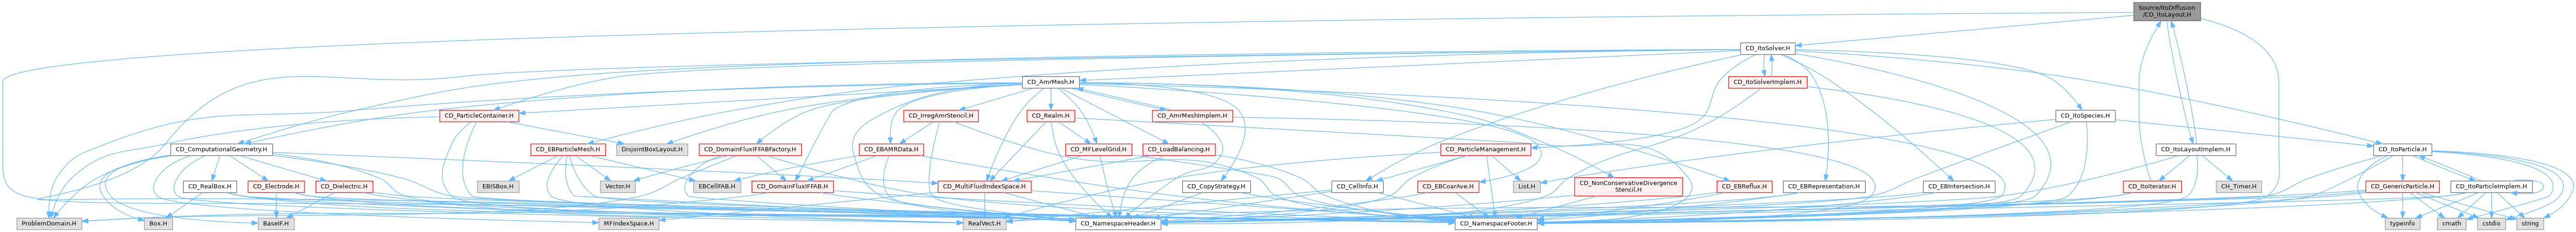 Source/ItoDiffusion
/CD_ItoLayout.H
CD_ItoSolver.H
CD_AmrMesh.H
CD_ItoSolverImplem.H
CD_ParticleContainer.H
CD_IrregAmrStencil.H
CD_Realm.H
CD_AmrMeshImplem.H
CD_ItoSpecies.H
CD_ComputationalGeometry.H
CD_EBParticleMesh.H
DisjointBoxLayout.H
CD_DomainFluxIFFABFactory.H
CD_EBAMRData.H
CD_MFLevelGrid.H
CD_LoadBalancing.H
CD_ParticleManagement.H
CD_ItoParticle.H
CD_ItoLayoutImplem.H
CD_RealBox.H
CD_Electrode.H
CD_Dielectric.H
EBISBox.H
Vector.H
EBCellFAB.H
CD_DomainFluxIFFAB.H
CD_MultiFluidIndexSpace.H
CD_CopyStrategy.H
CD_CellInfo.H
CD_EBCoarAve.H
List.H
CD_NonConservativeDivergence
Stencil.H
CD_EBReflux.H
CD_EBRepresentation.H
CD_EBIntersection.H
CD_ItoIterator.H
CH_Timer.H
CD_GenericParticle.H
CD_ItoParticleImplem.H
ProblemDomain.H
Box.H
BaseIF.H
MFIndexSpace.H
RealVect.H
CD_NamespaceHeader.H
CD_NamespaceFooter.H
typeinfo
cmath
cstdio
string